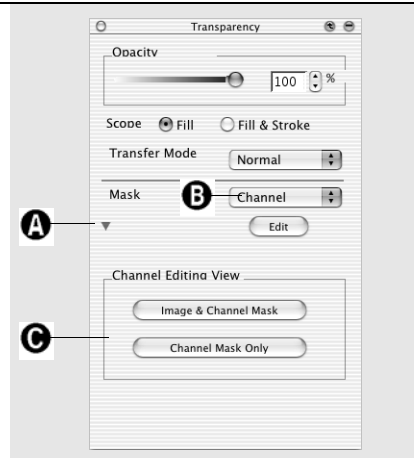 Transparency
Opacity
100 %
Scope Fill Fill & Stroke
Transfer Mode Normal
Mask B Channel
A
Edit
Channel Editing View
Image & Channel Mask
C
Channel Mask Only